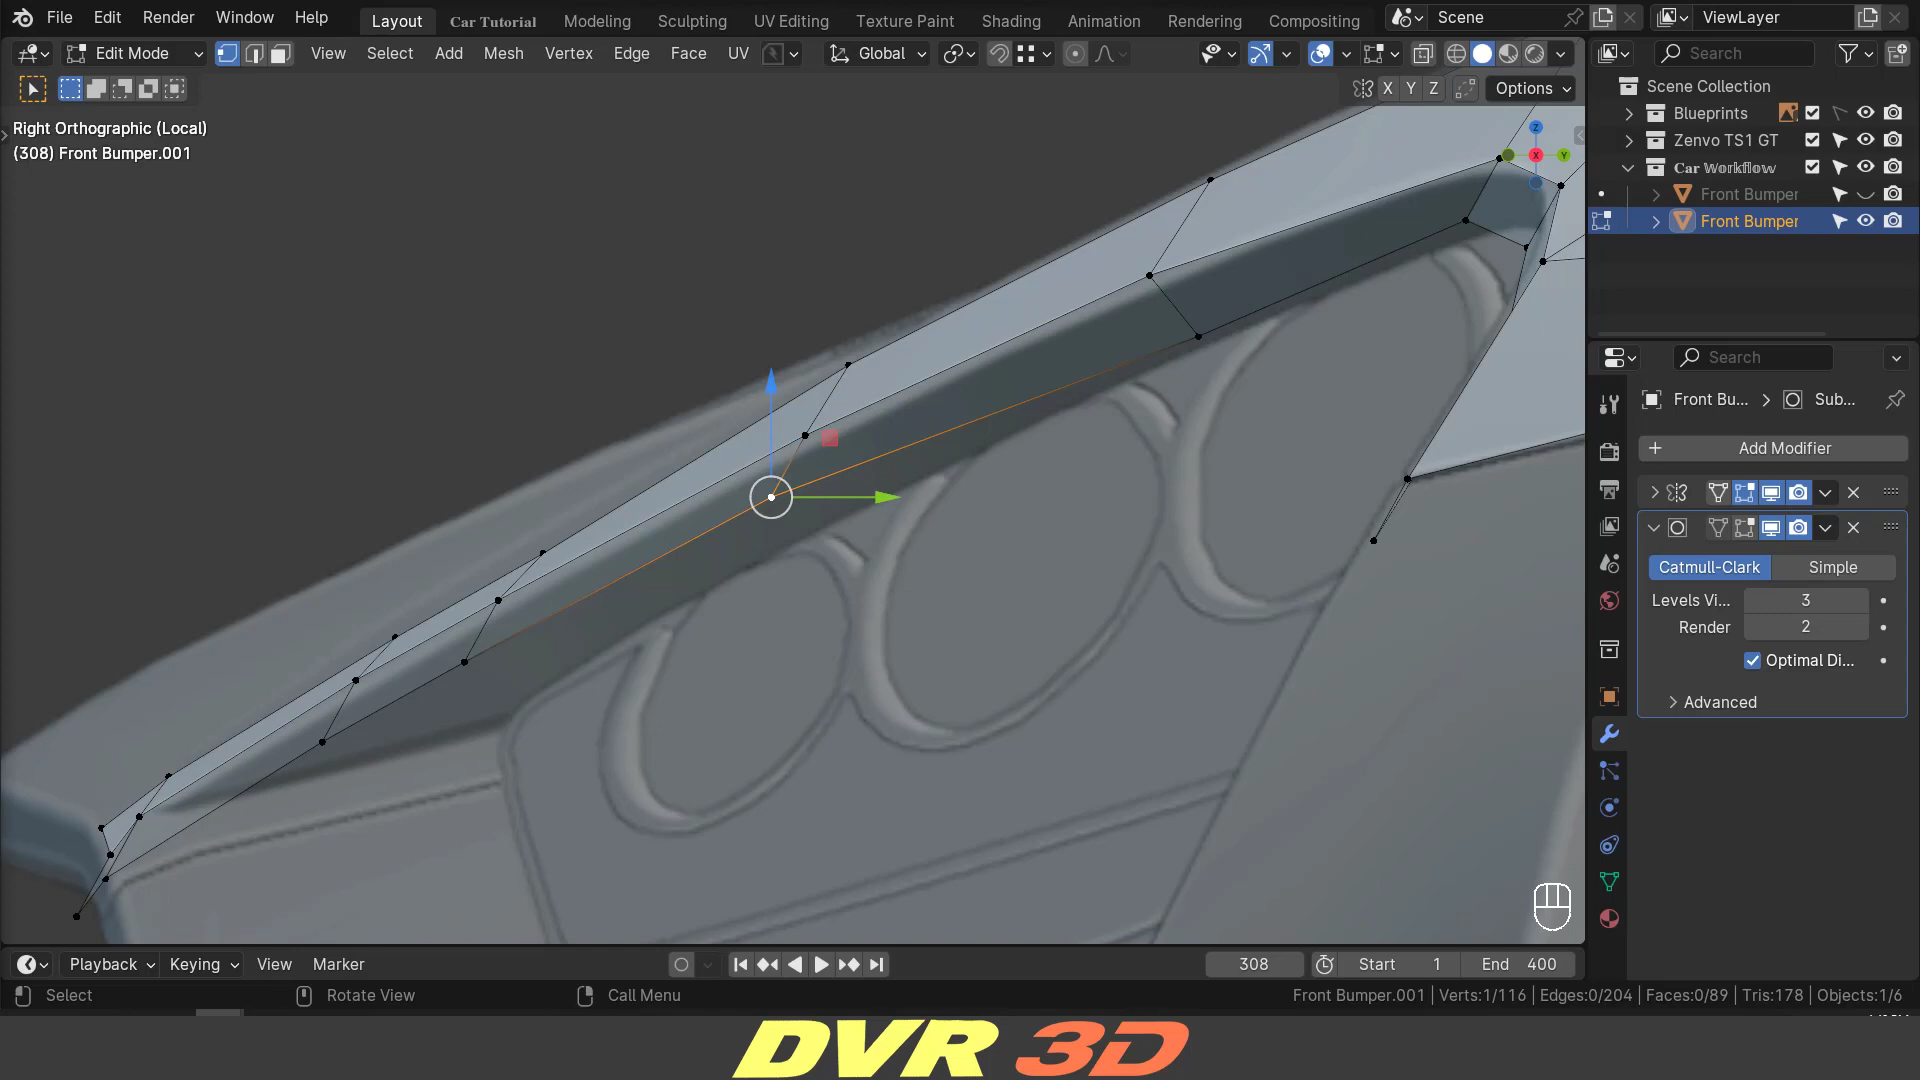 File Edit Render Window Help Layout Car Tutorial Modeling Sculpting UV Editing Texture Paint Shading Animation Rendering Compositing Scene ViewLayer
Edit Mode View Select Add Mesh Vertex Edge Face UV Global Search
X Y Z Options
Right Orthographic (Local)
(308) Front Bumper.001
Z
X
Y
Scene Collection
Blueprints
Zenvo TS1 GT
Car Workflow
Front Bumper
Front Bumper
Search
Front Bu... Sub...
Add Modifier
Catmull-Clark Simple
Levels Vi... 3
Render 2
Optimal Di...
Advanced
Playback Keying View Marker 308 Start 1 End 400
Select Rotate View Call Menu Front Bumper.001 | Verts:1/116 | Edges:0/204 | Faces:0/89 | Tris:178 | Objects:1/6
DVR 3D